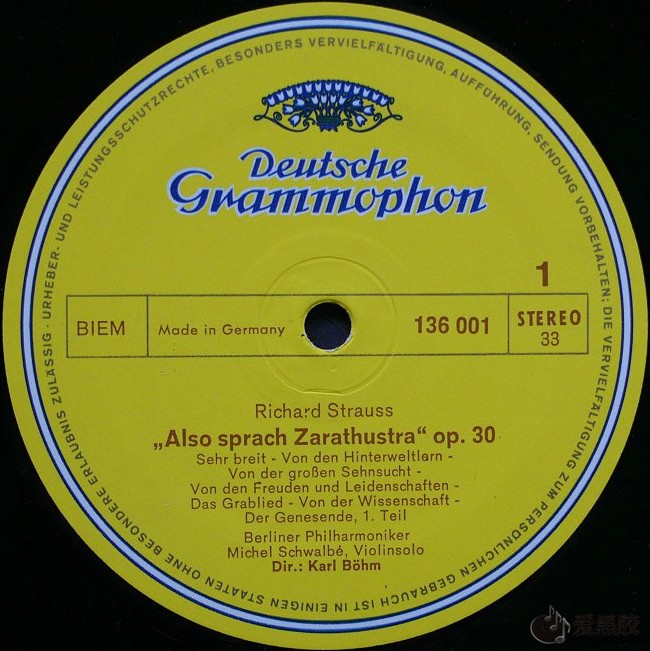 URHEBER- UND LEISTUNGSSCHUTZRECHTE, BESONDERS VERVIELFÄLTIGUNG, AUFFÜHRUNG, SENDUNG VORBEHALTEN; DIE VERVIELFÄLTIGUNG ZUM PERSÖNLICHEN GEBRAUCH IST IN EINIGEN STAATEN OHNE BESONDERE ERLAUBNIS ZULÄSSIG ·
Deutsche
Grammophon
1
BIEM
Made in Germany
136 001
STEREO
33
Richard Strauss
„Also sprach Zarathustra“ op. 30
Sehr breit - Von den Hinterweltlern -
Von der großen Sehnsucht -
Von den Freuden und Leidenschaften -
Das Grablied - Von der Wissenschaft -
Der Genesende, 1. Teil
Berliner Philharmoniker
Michel Schwalbé, Violinsolo
Dir.: Karl Böhm
爱黑胶